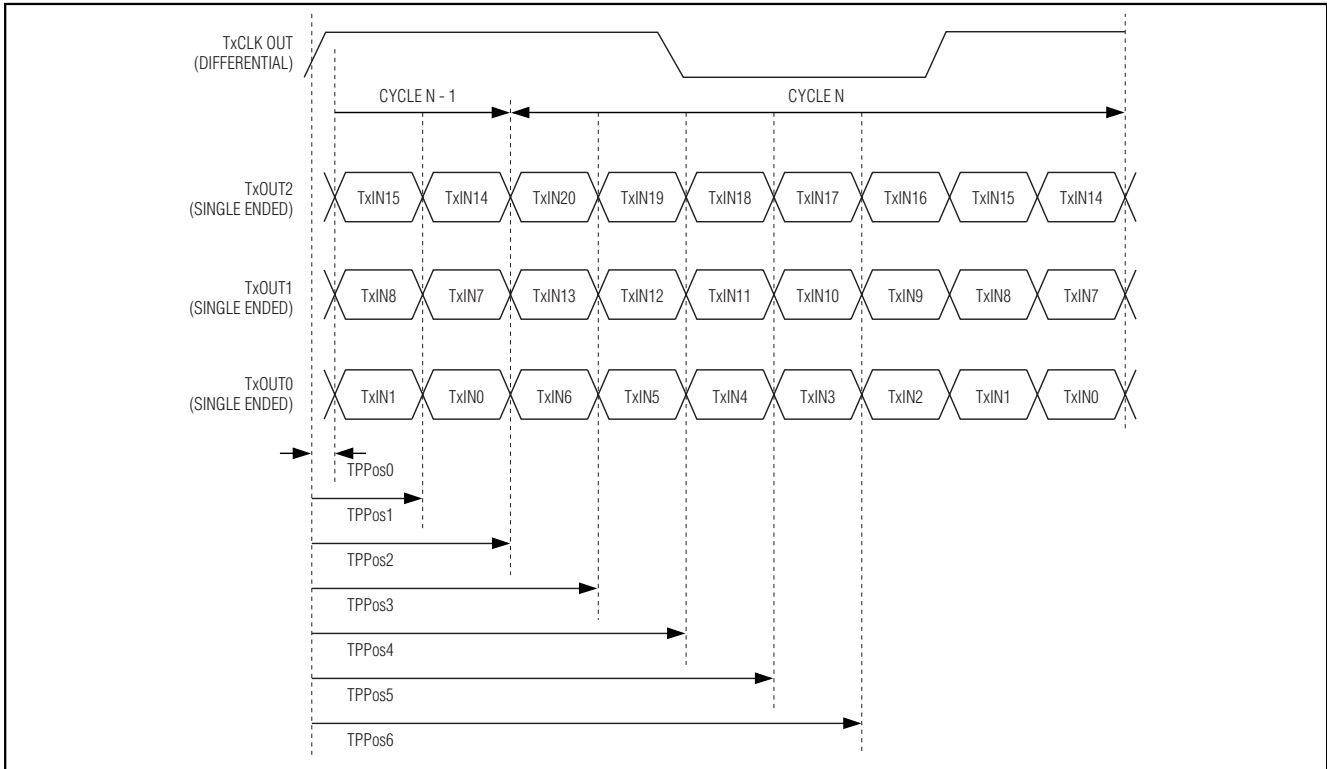 TxCLK OUT
(DIFFERENTIAL)
CYCLE N - 1
CYCLE N
TxOUT2
(SINGLE ENDED)
TxIN15 TxIN14 TxIN20 TxIN19 TxIN18 TxIN17 TxIN16 TxIN15 TxIN14
TxOUT1
(SINGLE ENDED)
TxIN8 TxIN7 TxIN13 TxIN12 TxIN11 TxIN10 TxIN9 TxIN8 TxIN7
TxOUT0
(SINGLE ENDED)
TxIN1 TxIN0 TxIN6 TxIN5 TxIN4 TxIN3 TxIN2 TxIN1 TxIN0
TPPos0
TPPos1
TPPos2
TPPos3
TPPos4
TPPos5
TPPos6